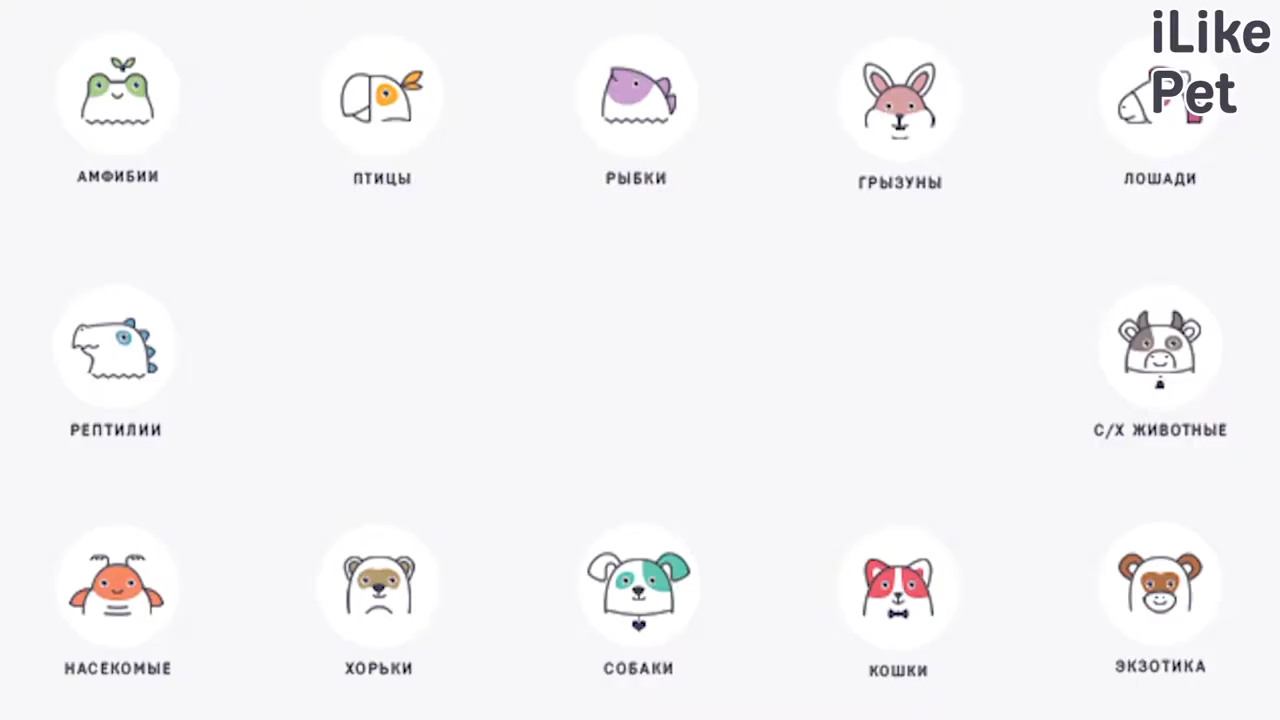 iLike
Pet
АМФИБИИ
ПТИЦЫ
РЫБКИ
ГРЫЗУНЫ
ЛОШАДИ
РЕПТИЛИИ
С/Х ЖИВОТНЫЕ
НАСЕКОМЫЕ
ХОРЬКИ
СОБАКИ
КОШКИ
ЭКЗОТИКА